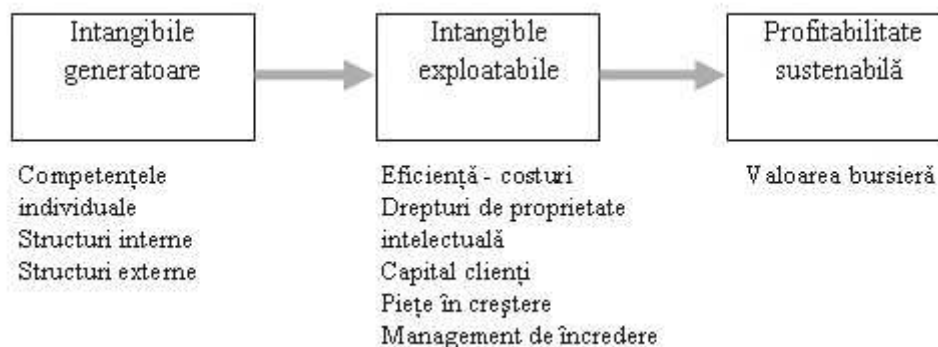 Intangibile
generatoare
Intangible
exploatabile
Profitabilitate
sustenabilă
Competențele
individuale
Structuri interne
Structuri externe
Eficiență - costuri
Drepturi de proprietate
intelectuală
Capital clienți
Piețe în creștere
Management de încredere
Valoarea bursieră